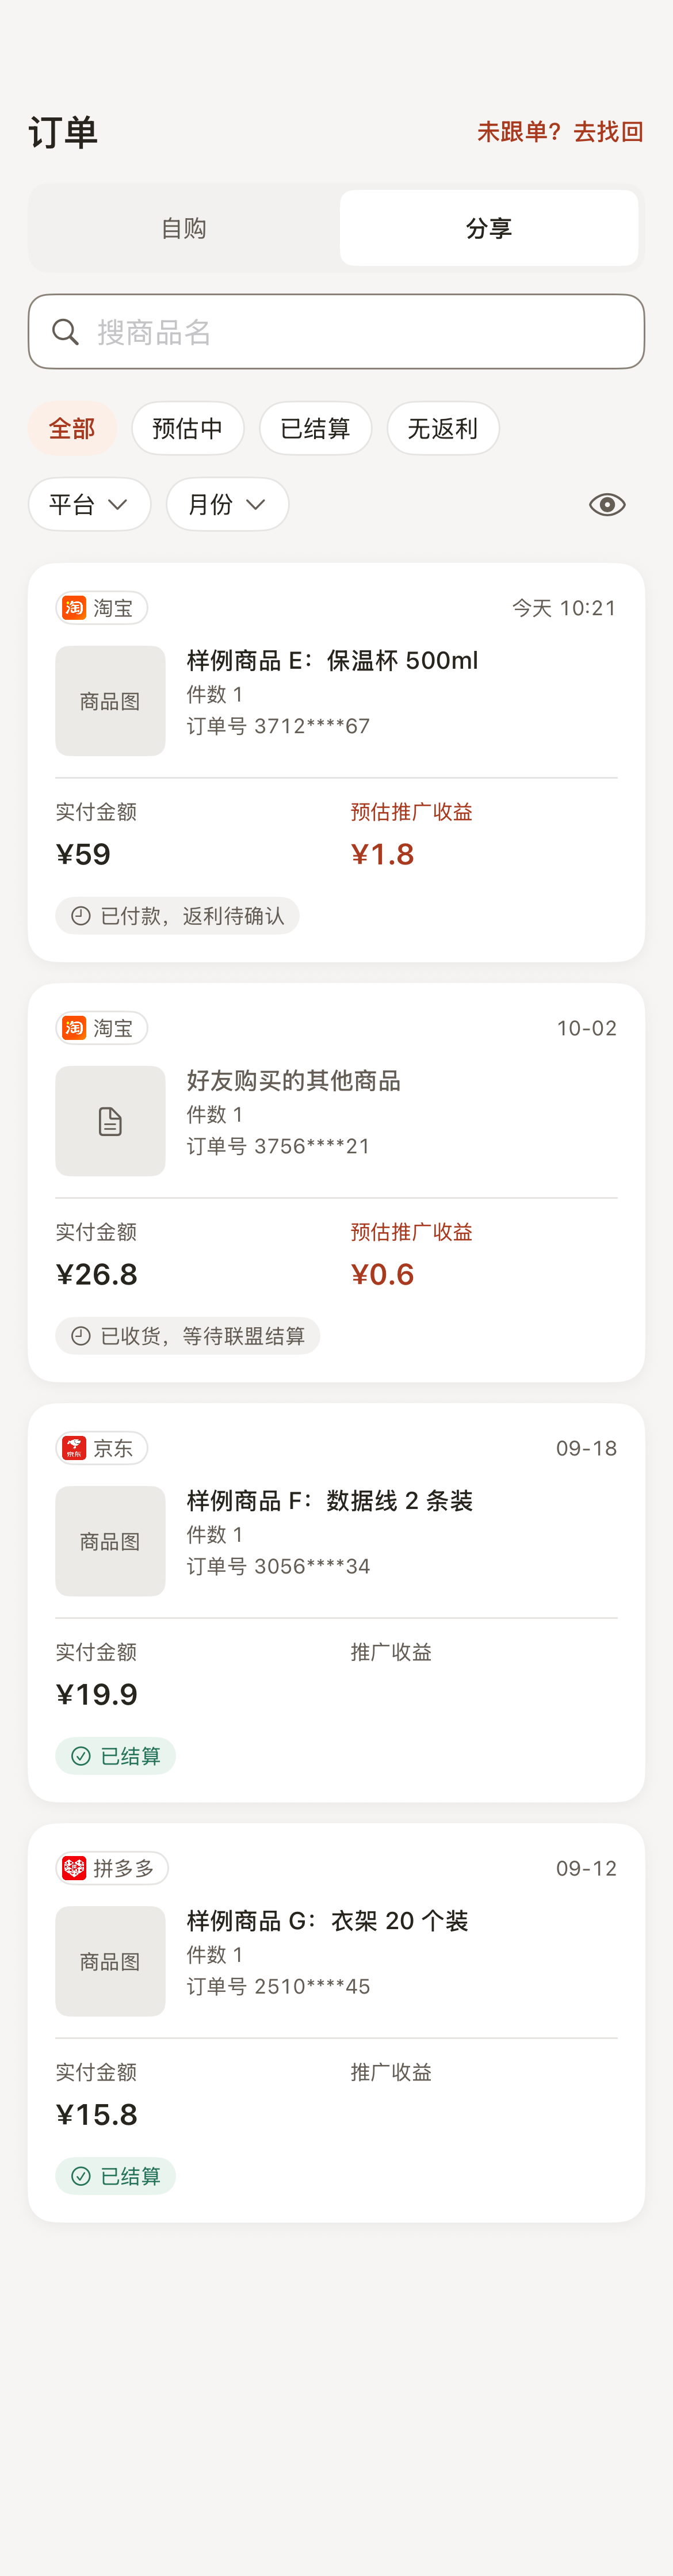 订单
未跟单？去找回
自购
分享
搜商品名
全部
预估中
已结算
无返利
平台
月份
淘 淘宝
今天 10:21
商品图
样例商品 E：保温杯 500ml
件数 1
订单号 3712****67
实付金额
预估推广收益
¥59
¥1.8
已付款，返利待确认
淘 淘宝
10-02
好友购买的其他商品
件数 1
订单号 3756****21
实付金额
预估推广收益
¥26.8
¥0.6
已收货，等待联盟结算
京东 京东
09-18
商品图
样例商品 F：数据线 2 条装
件数 1
订单号 3056****34
实付金额
推广收益
¥19.9
已结算
拼多多
09-12
商品图
样例商品 G：衣架 20 个装
件数 1
订单号 2510****45
实付金额
推广收益
¥15.8
已结算